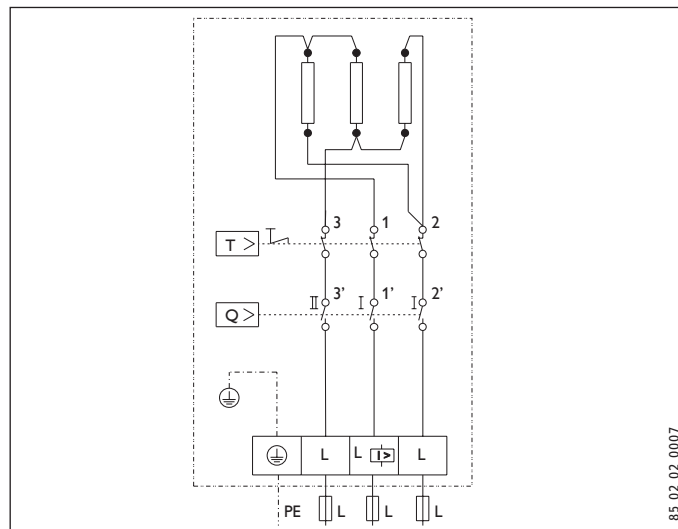 3 1 2
T >
3' 1' 2'
II I I
Q >
L L I> L
PE L L L
85 02 02 0007